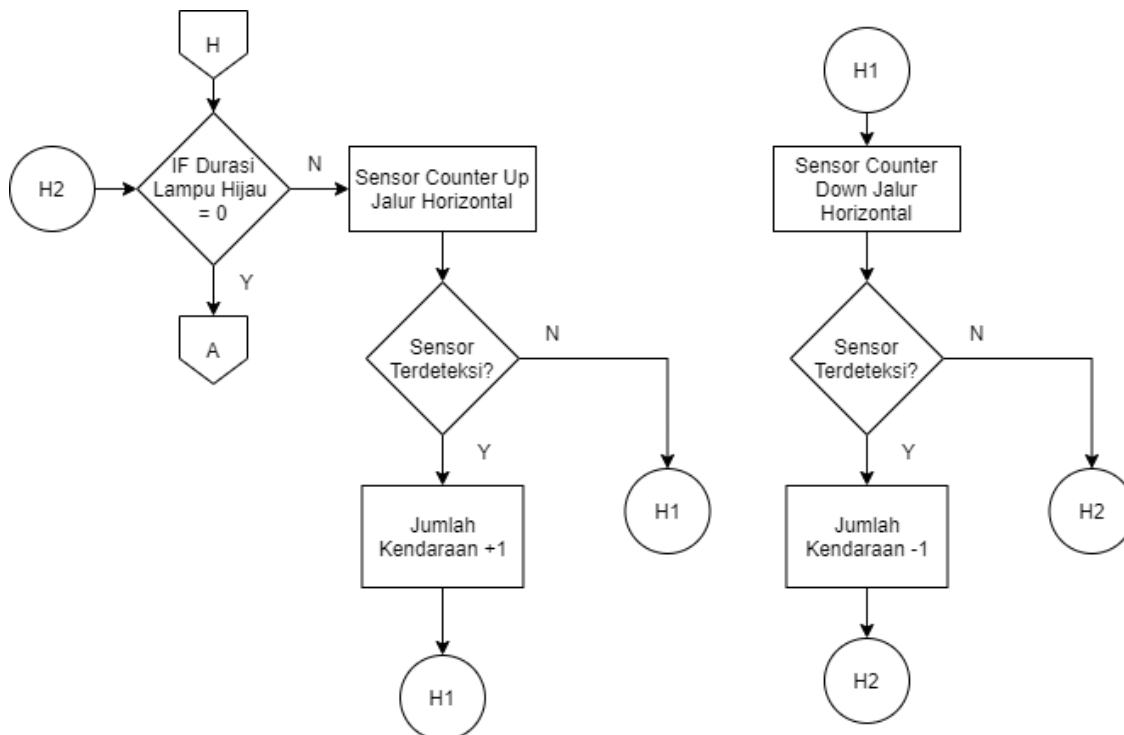 H
H1
IF Durasi
Lampu Hijau
= 0
N
H2
Sensor Counter Up
Jalur Horizontal
Sensor Counter
Down Jalur
Horizontal
Y
A
Sensor
Terdeteksi?
N
Sensor
Terdeteksi?
N
Y
Y
Jumlah
Kendaraan +1
H1
Jumlah
Kendaraan -1
H2
H1
H2